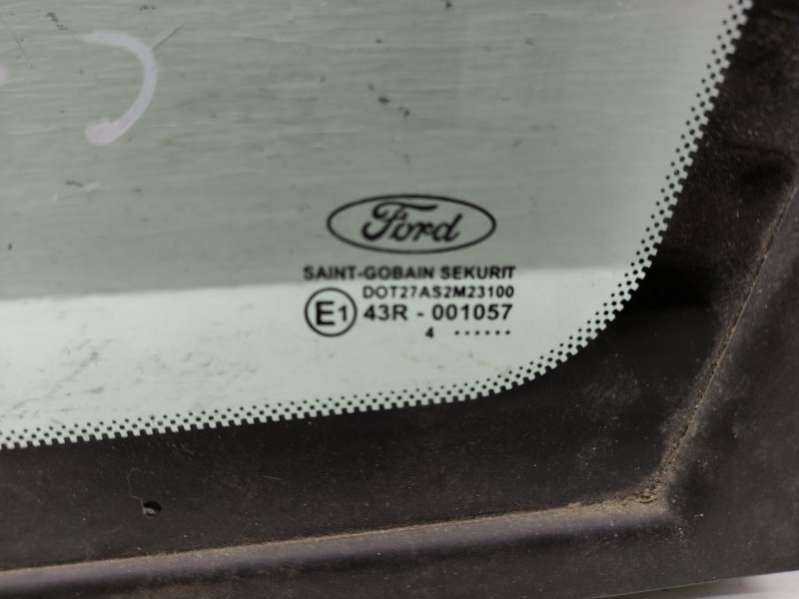 Ford
SAINT-GOBAIN SEKURIT
DOT27AS2M23100
E1 43R - 001057
4 ······